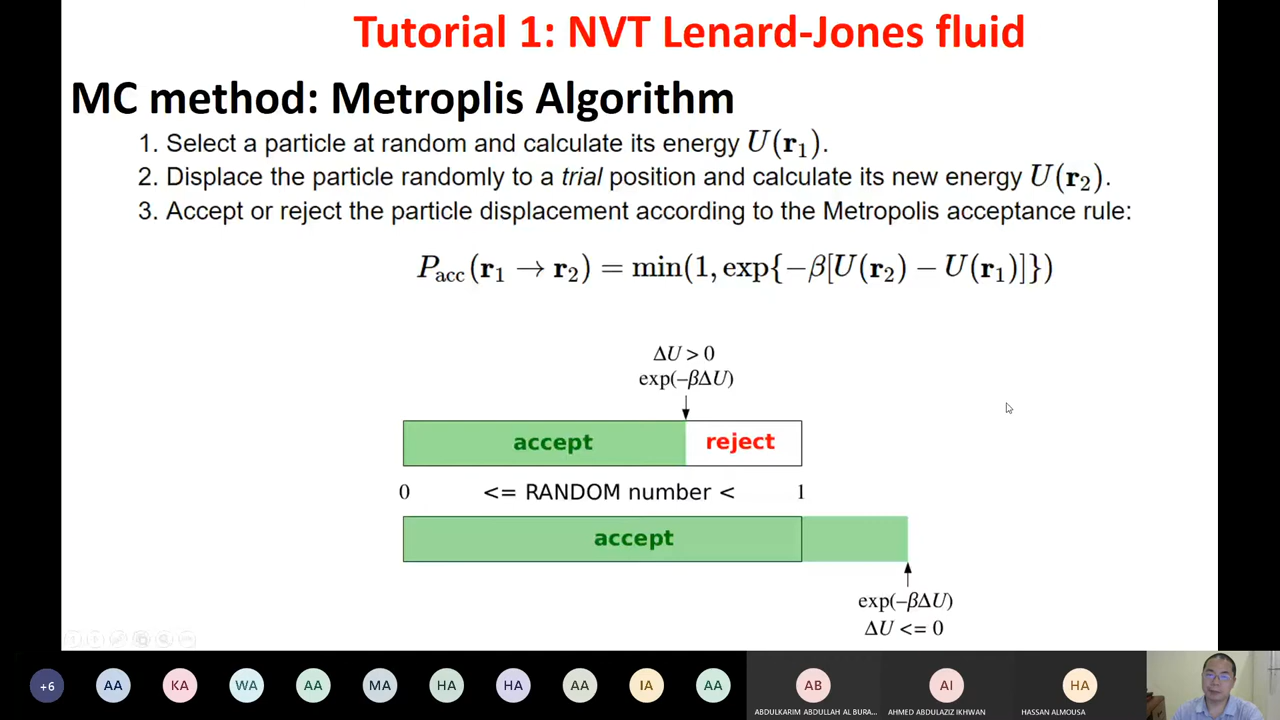 Tutorial 1: NVT Lenard-Jones fluid
MC method: Metroplis Algorithm
1. Select a particle at random and calculate its energy U(r₁).
2. Displace the particle randomly to a trial position and calculate its new energy U(r₂).
3. Accept or reject the particle displacement according to the Metropolis acceptance rule:
P_acc(r₁ → r₂) = min(1, exp{−β[U(r₂) − U(r₁)]})
ΔU > 0
exp(−βΔU)
accept reject
0 <= RANDOM number < 1
accept
exp(−βΔU)
ΔU <= 0
+6 AA KA WA AA MA HA HA AA IA AA AB AI HA
ABDULKARIM ABDULLAH AL BURA... AHMED ABDULAZIZ IKHWAN HASSAN ALMOUSA